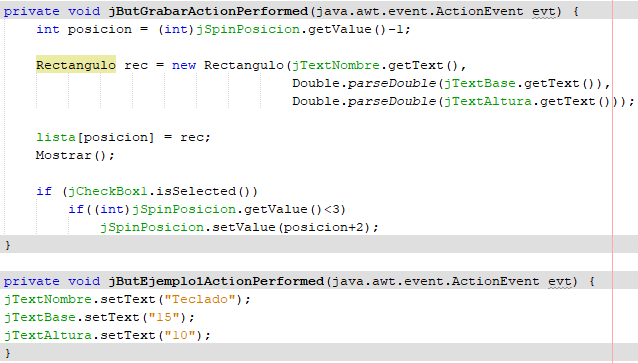 private void jButGrabarActionPerformed(java.awt.event.ActionEvent evt) {
int posicion = (int)jSpinPosicion.getValue()-1;
Rectangulo rec = new Rectangulo(jTextNombre.getText(),
Double.parseDouble(jTextBase.getText()),
Double.parseDouble(jTextAltura.getText()));
lista[posicion] = rec;
Mostrar();
if (jCheckBox1.isSelected())
if((int)jSpinPosicion.getValue()<3)
jSpinPosicion.setValue(posicion+2);
}
private void jButEjemplo1ActionPerformed(java.awt.event.ActionEvent evt) {
jTextNombre.setText("Teclado");
jTextBase.setText("15");
jTextAltura.setText("10");
}